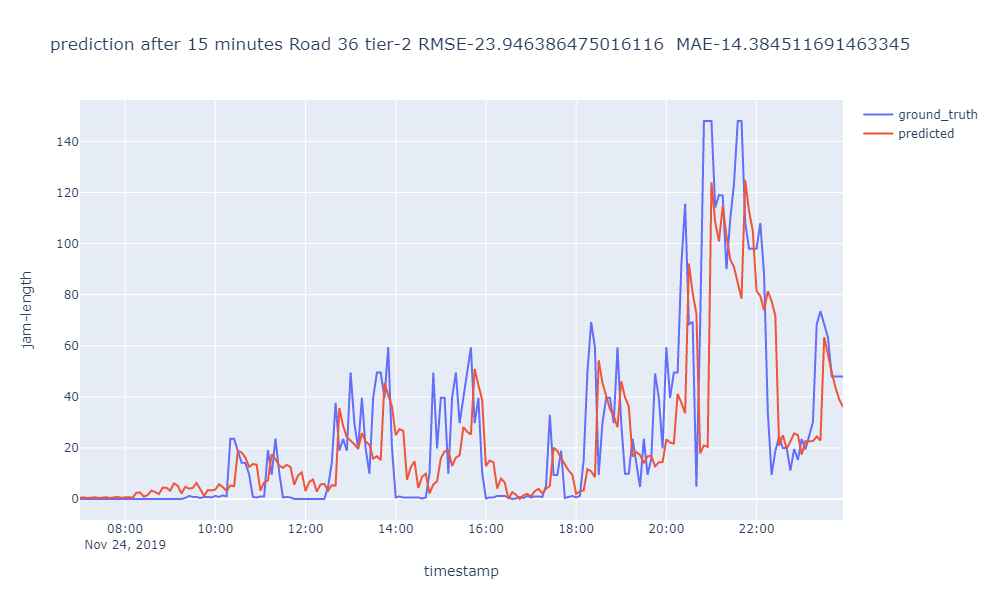 prediction after 15 minutes Road 36 tier-2 RMSE-23.946386475016116  MAE-14.384511691463345
ground_truth
predicted
140
120
100
80
60
40
20
0
jam-length
08:00 10:00 12:00 14:00 16:00 18:00 20:00 22:00
Nov 24, 2019
timestamp